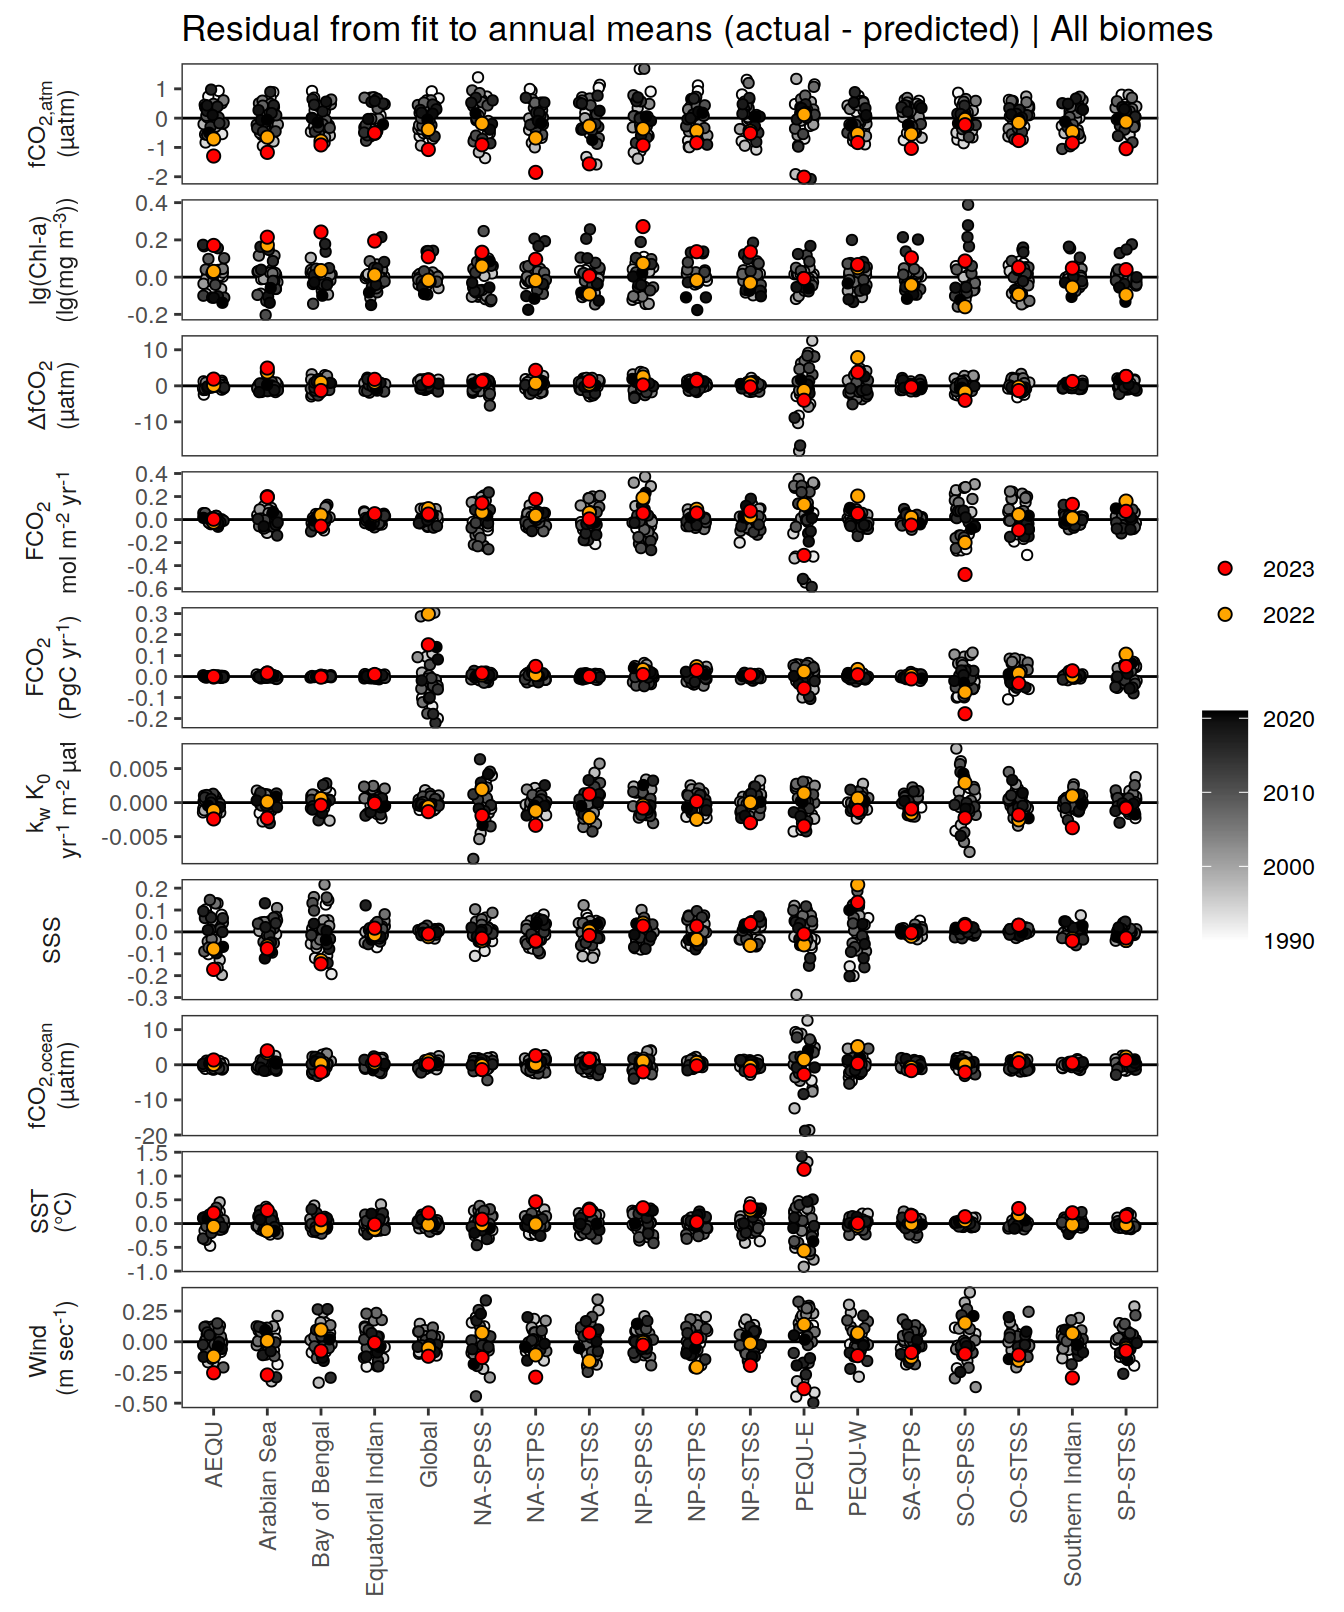 Residual from fit to annual means (actual - predicted) | All biomes
fCO2,atm
(µatm)
1
0
-1
-2
lg(Chl-a)
(lg(mg m-3))
0.4
0.2
0.0
-0.2
ΔfCO2
(µatm)
10
0
-10
FCO2
mol m-2 yr-1
0.4
0.2
0.0
-0.2
-0.4
-0.6
FCO2
(PgC yr-1)
0.3
0.2
0.1
0.0
-0.1
-0.2
kw K0
yr-1 m-2
0.005
0.000
-0.005
SSS
0.2
0.1
0.0
-0.1
-0.2
-0.3
fCO2,ocean
(µatm)
10
0
-10
-20
SST
(°C)
1.5
1.0
0.5
0.0
-0.5
-1.0
Wind
(m sec-1)
0.25
0.00
-0.25
-0.50
AEQU
Arabian Sea
Bay of Bengal
Equatorial Indian
Global
NA-SPSS
NA-STPS
NA-STSS
NP-SPSS
NP-STPS
NP-STSS
PEQU-E
PEQU-W
SA-STPS
SO-SPSS
SO-STSS
Southern Indian
SP-STSS
2023
2022
2020
2010
2000
1990